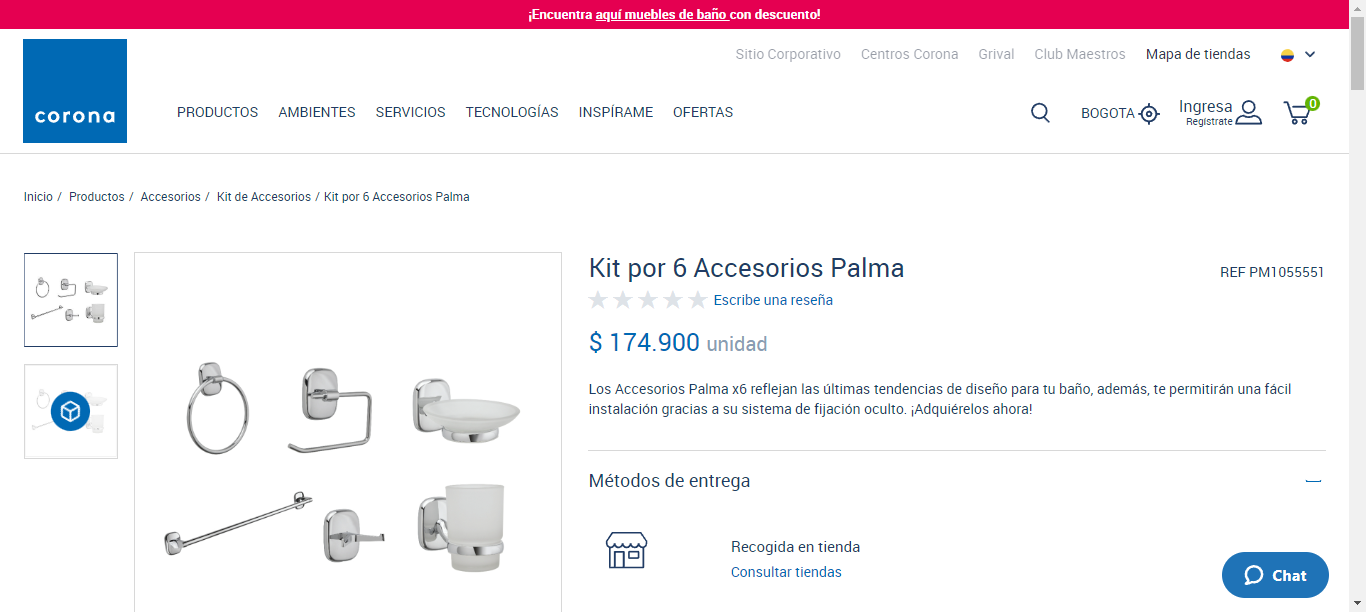 ¡Encuentra aquí muebles de baño con descuento!
Sitio Corporativo Centros Corona Grival Club Maestros Mapa de tiendas
corona
PRODUCTOS AMBIENTES SERVICIOS TECNOLOGÍAS INSPÍRAME OFERTAS
BOGOTA
Ingresa
Regístrate
0
Inicio / Productos / Accesorios / Kit de Accesorios / Kit por 6 Accesorios Palma
Kit por 6 Accesorios Palma
REF PM1055551
Escribe una reseña
$ 174.900 unidad
Los Accesorios Palma x6 reflejan las últimas tendencias de diseño para tu baño, además, te permitirán una fácil
instalación gracias a su sistema de fijación oculto. ¡Adquiérelos ahora!
Métodos de entrega
Recogida en tienda
Consultar tiendas
Chat